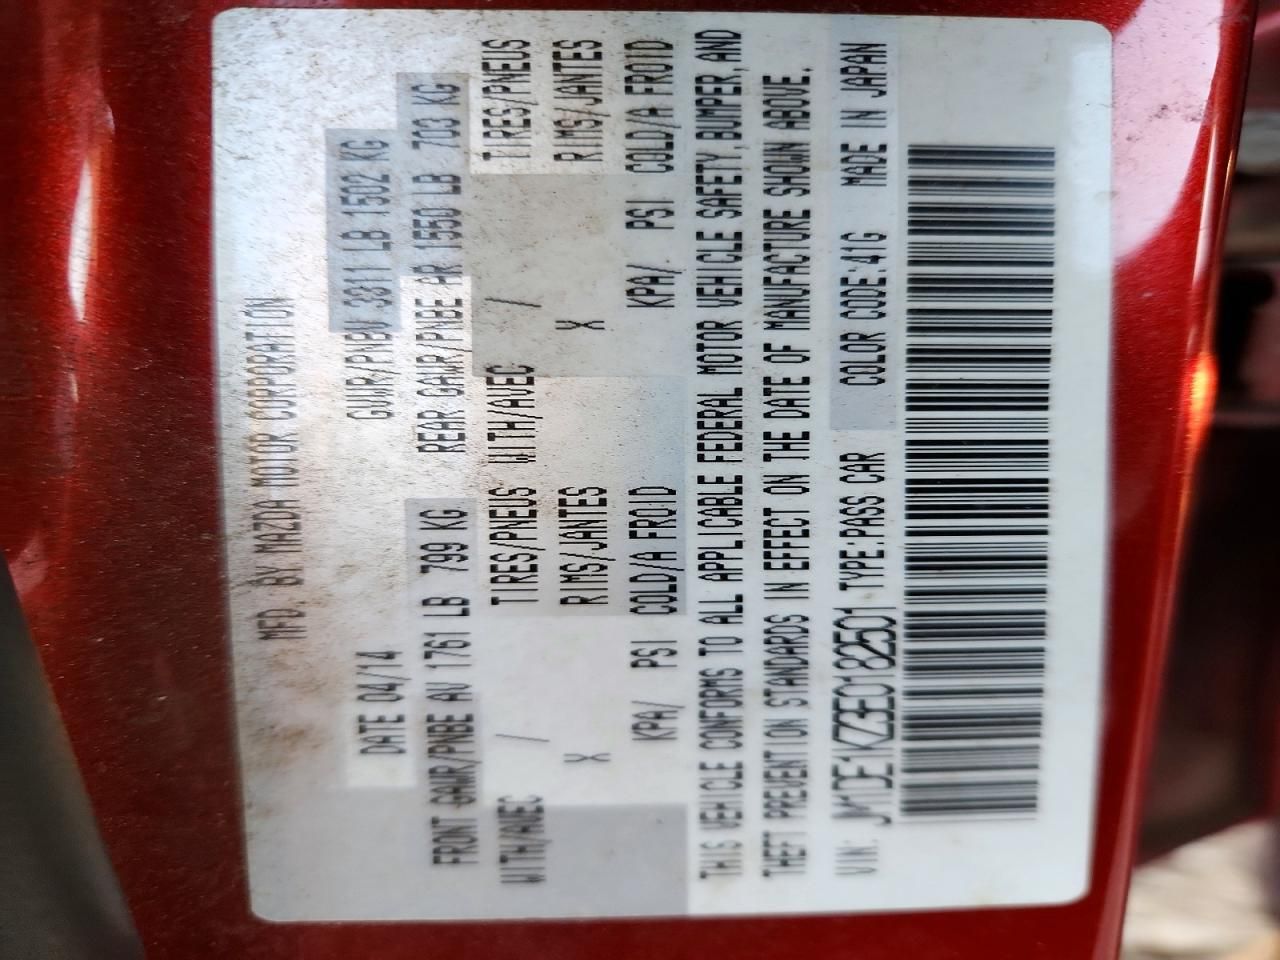 MFD. BY MAZDA MOTOR CORPORATION
DATE 04/14 GVWR/PNBV 3311 LB 1502 KG
FRONT GAWR/PNBE AV 1761 LB 799 KG REAR GAWR/PNBE AR 1550 LB 703 KG
WITH/AVEC / TIRES/PNEUS WITH/AVEC / TIRES/PNEUS
X RIMS/JANTES X RIMS/JANTES
KPA/ PSI COLD/A FROID KPA/ PSI COLD/A FROID
THIS VEHICLE CONFORMS TO ALL APPLICABLE FEDERAL MOTOR VEHICLE SAFETY, BUMPER, AND
THEFT PREVENTION STANDARDS IN EFFECT ON THE DATE OF MANUFACTURE SHOWN ABOVE.
VIN: JM1DE1KZ3E0182501 TYPE:PASS CAR COLOR CODE:41G MADE IN JAPAN